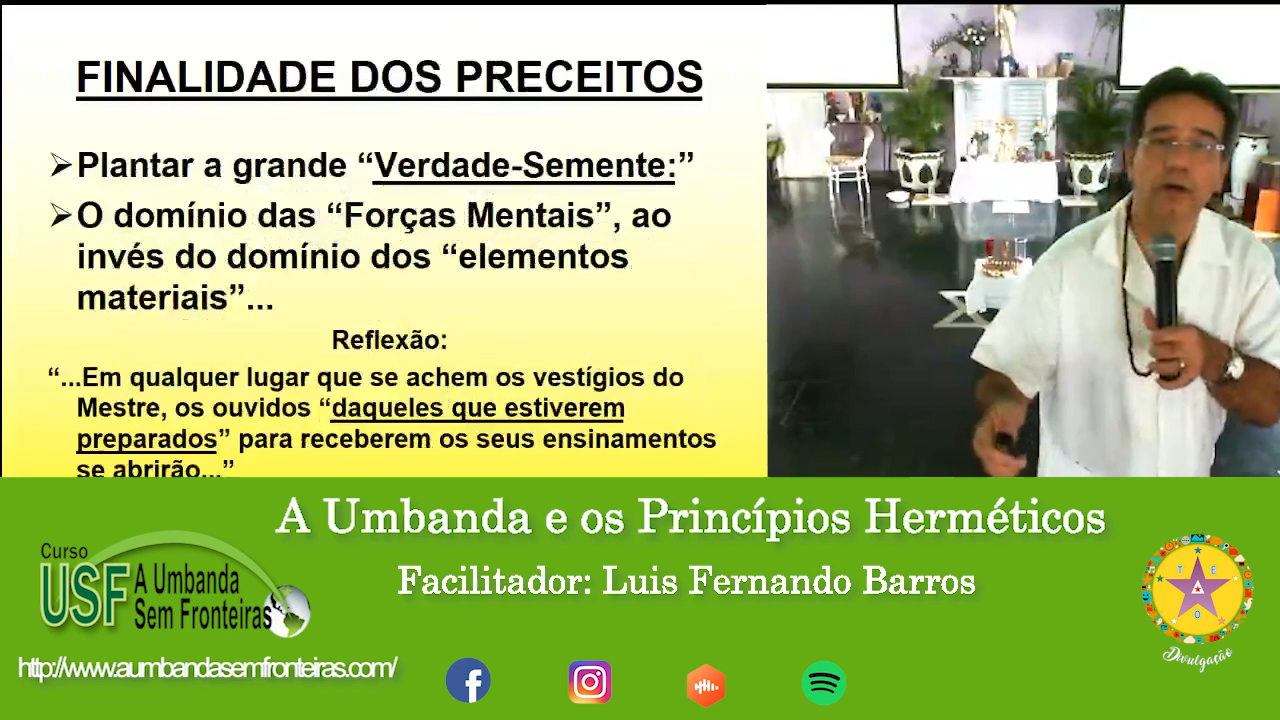 FINALIDADE DOS PRECEITOS
➢Plantar a grande “Verdade-Semente:”
➢O domínio das “Forças Mentais”, ao
invés do domínio dos “elementos
materiais”...
Reflexão:
“...Em qualquer lugar que se achem os vestígios do
Mestre, os ouvidos “daqueles que estiverem
preparados” para receberem os seus ensinamentos
se abrirão...”
A Umbanda e os Princípios Herméticos
Facilitador: Luis Fernando Barros
Curso
USF A Umbanda
Sem Fronteiras
http://www.aumbandasemfronteiras.com/
T E
A
O
Divulgação